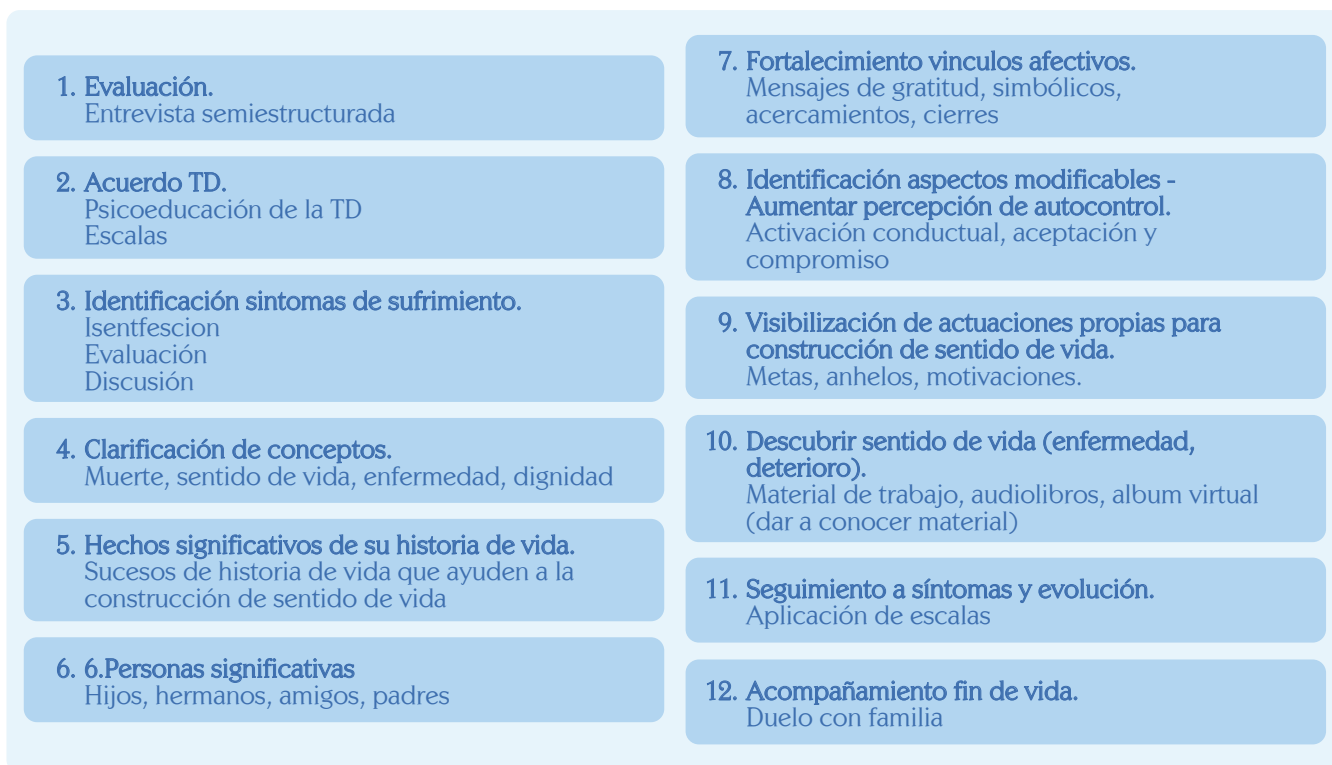 1. Evaluación.
Entrevista semiestructurada
2. Acuerdo TD.
Psicoeducación de la TD
Escalas
3. Identificación sintomas de sufrimiento.
Isentfescion
Evaluación
Discusión
4. Clarificación de conceptos.
Muerte, sentido de vida, enfermedad, dignidad
5. Hechos significativos de su historia de vida.
Sucesos de historia de vida que ayuden a la
construcción de sentido de vida
6. 6.Personas significativas
Hijos, hermanos, amigos, padres
7. Fortalecimiento vinculos afectivos.
Mensajes de gratitud, simbólicos,
acercamientos, cierres
8. Identificación aspectos modificables -
Aumentar percepción de autocontrol.
Activación conductual, aceptación y
compromiso
9. Visibilización de actuaciones propias para
construcción de sentido de vida.
Metas, anhelos, motivaciones.
10. Descubrir sentido de vida (enfermedad,
deterioro).
Material de trabajo, audiolibros, album virtual
(dar a conocer material)
11. Seguimiento a síntomas y evolución.
Aplicación de escalas
12. Acompañamiento fin de vida.
Duelo con familia